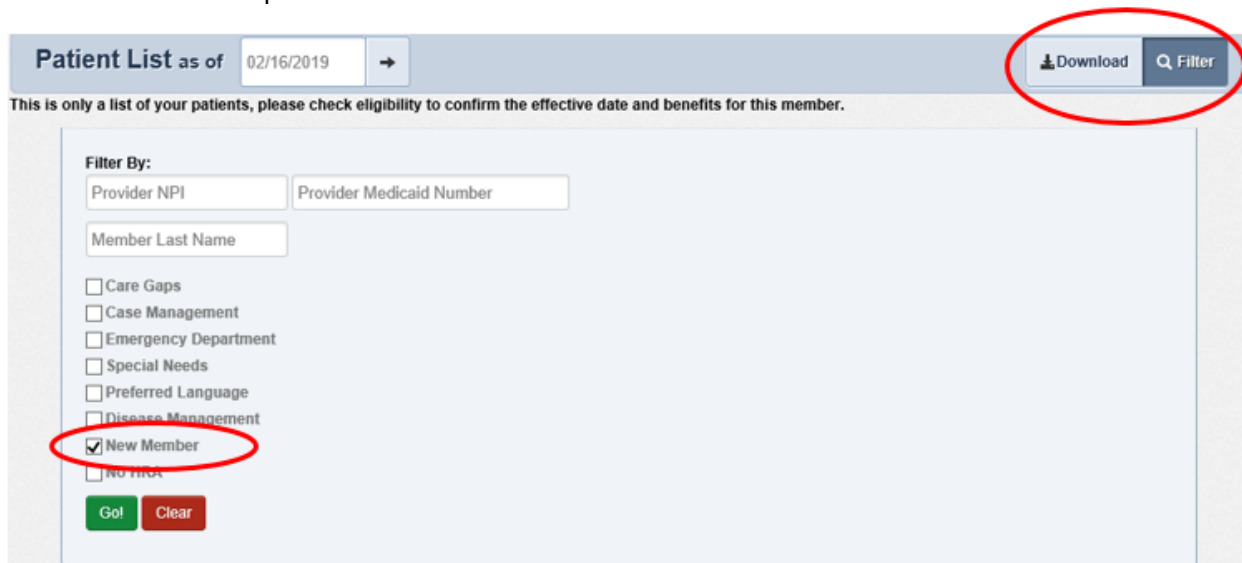 Patient List as of 02/16/2019 Download Filter
This is only a list of your patients, please check eligibility to confirm the effective date and benefits for this member.
Filter By:
Provider NPI Provider Medicaid Number
Member Last Name
Care Gaps
Case Management
Emergency Department
Special Needs
Preferred Language
Disease Management
New Member
No HRA
Go! Clear